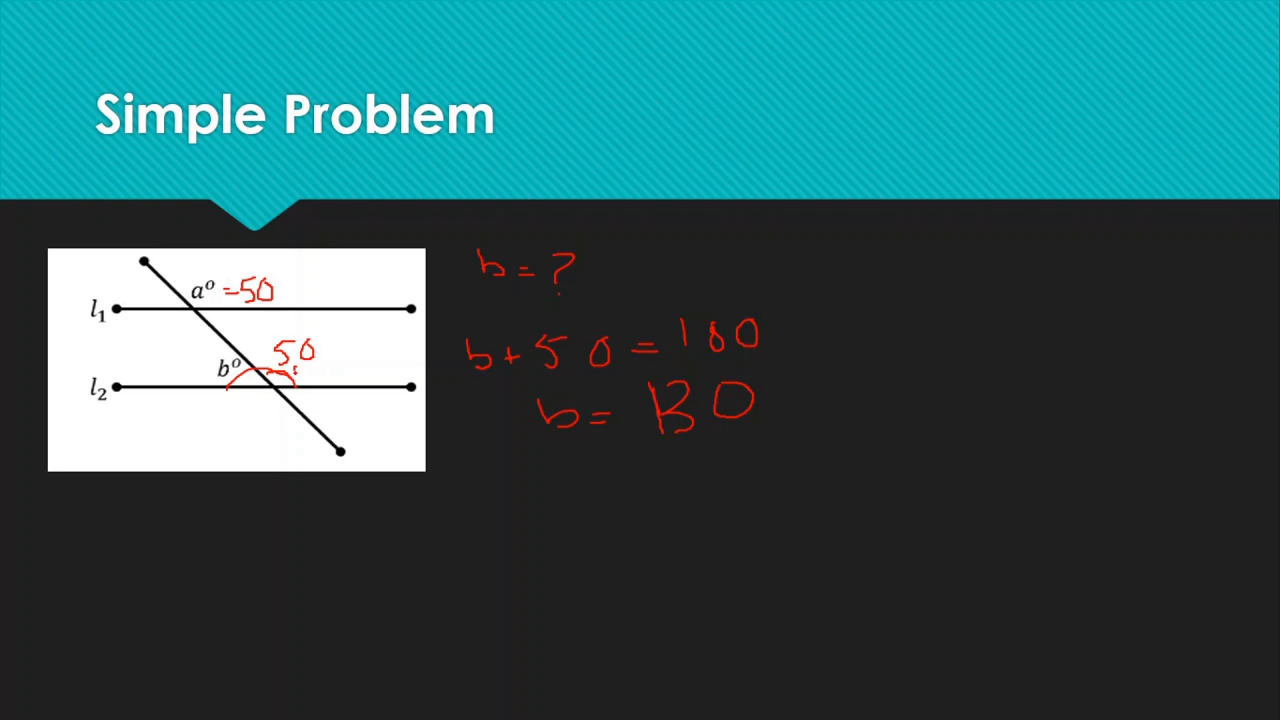 Simple Problem
a° = 50
l₁
50
b°
l₂
b = ?
b + 50 = 180
b = 130